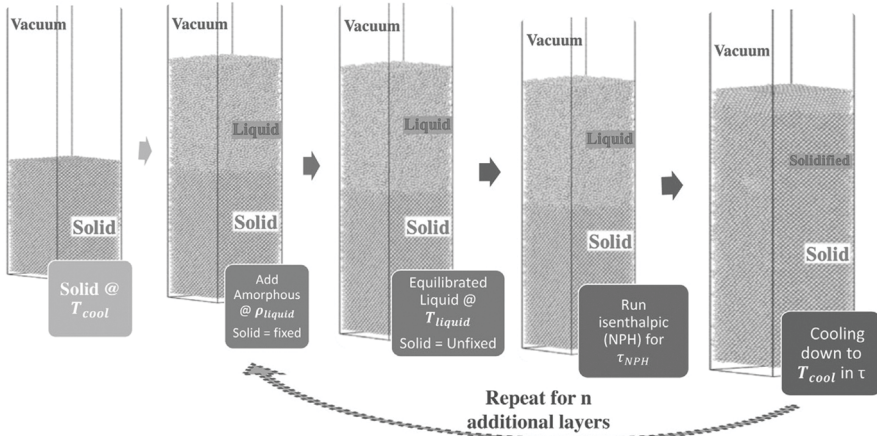 Vacuum
Solid
Solid @
T_cool
Vacuum
Liquid
Solid
Add
Amorphous
@ ρ_liquid
Solid = fixed
Vacuum
Liquid
Solid
Equilibrated
Liquid @
T_liquid
Solid = Unfixed
Vacuum
Liquid
Solid
Run
isenthalpic
(NPH) for
τ_NPH
Vacuum
Solidified
Solid
Cooling
down to
T_cool in τ
Repeat for n
additional layers